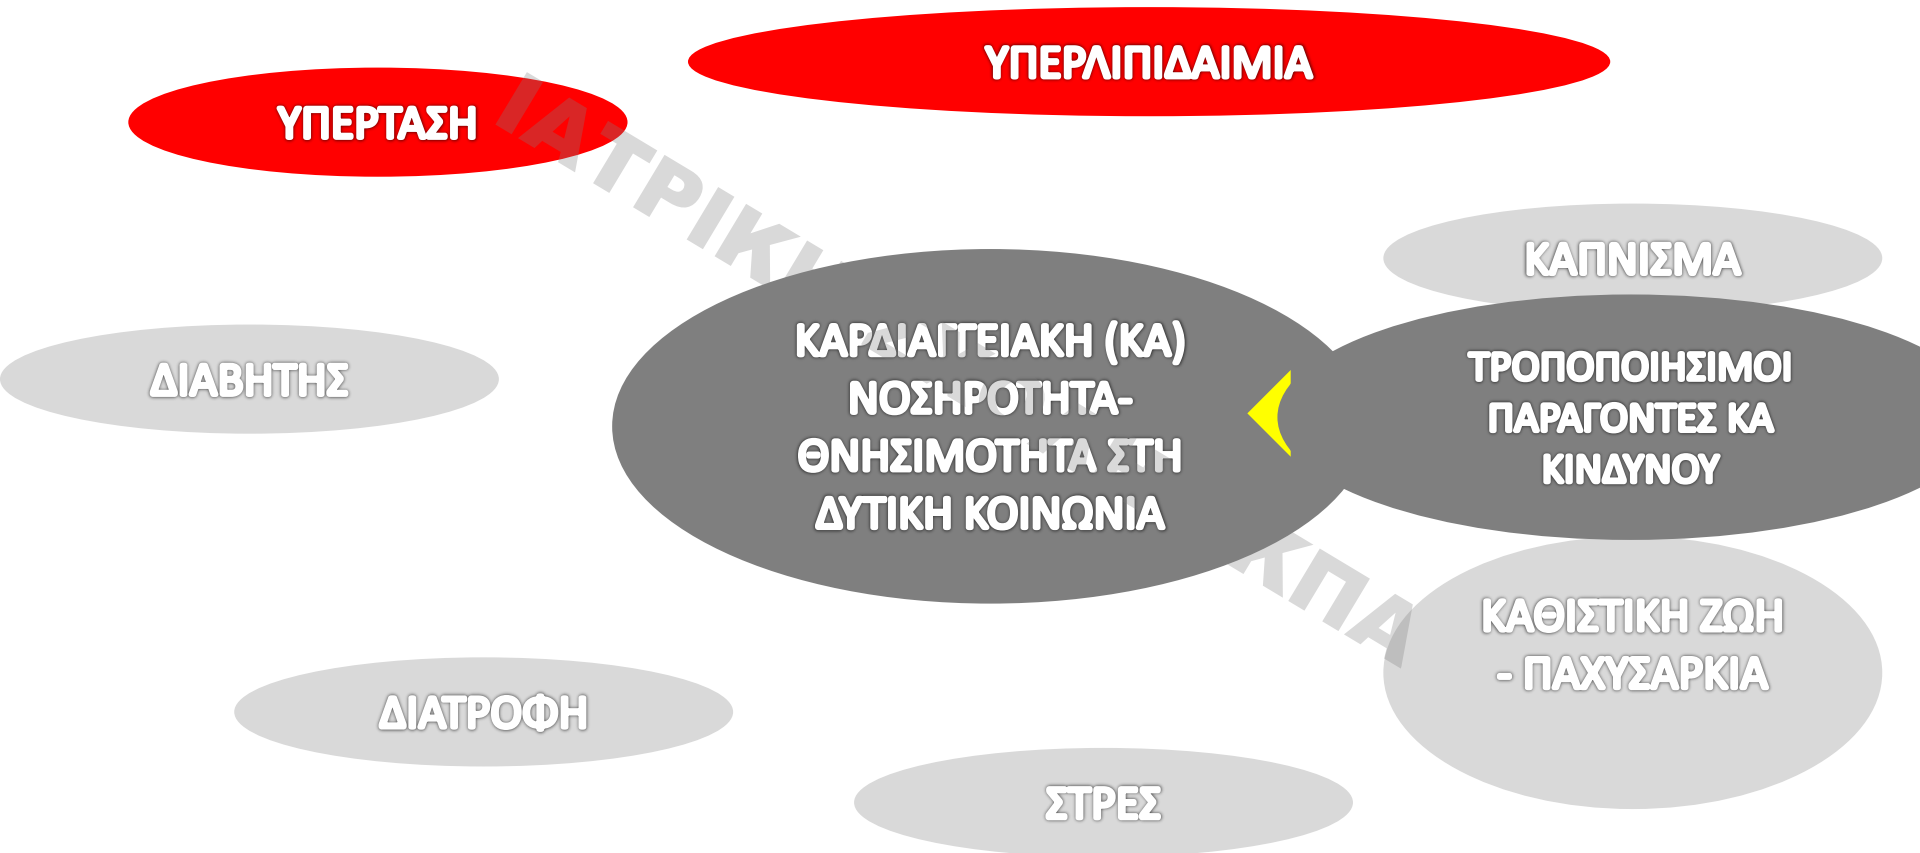 ΥΠΕΡΛΙΠΙΔΑΙΜΙΑ
ΥΠΕΡΤΑΣΗ
ΚΑΠΝΙΣΜΑ
ΔΙΑΒΗΤΗΣ
ΚΑΡΔΙΑΓΓΕΙΑΚΗ (ΚΑ)
ΝΟΣΗΡΟΤΗΤΑ-
ΘΝΗΣΙΜΟΤΗΤΑ ΣΤΗ
ΔΥΤΙΚΗ ΚΟΙΝΩΝΙΑ
ΤΡΟΠΟΠΟΙΗΣΙΜΟΙ
ΠΑΡΑΓΟΝΤΕΣ ΚΑ
ΚΙΝΔΥΝΟΥ
ΚΑΘΙΣΤΙΚΗ ΖΩΗ
- ΠΑΧΥΣΑΡΚΙΑ
ΔΙΑΤΡΟΦΗ
ΣΤΡΕΣ